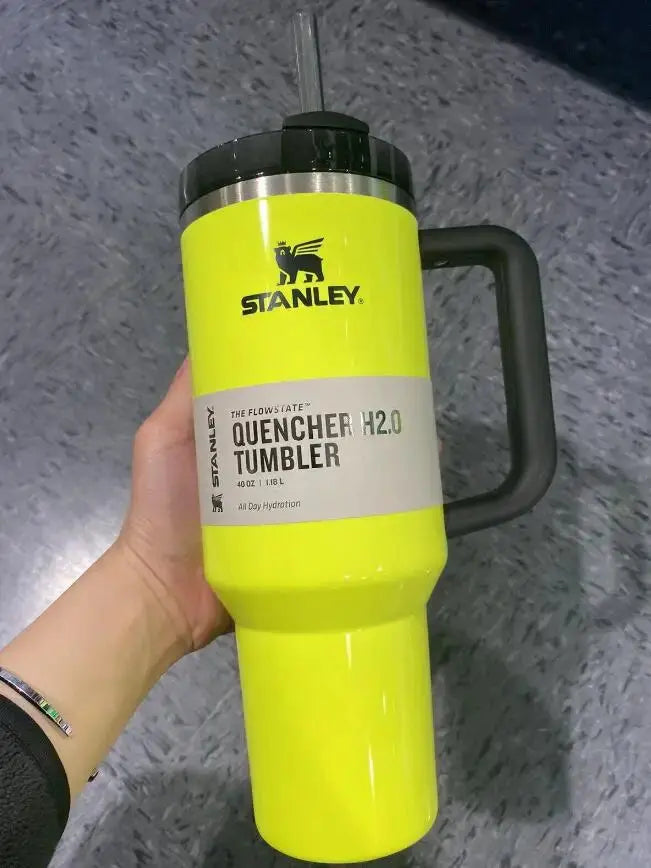 STANLEY®
STANLEY®
THE FLOWSTATE™
QUENCHER H2.0
TUMBLER
40 OZ | 1.18 L
All Day Hydration